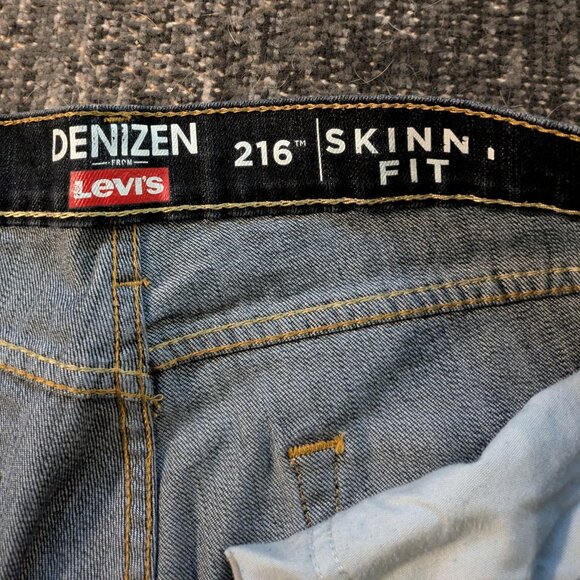 DENIZEN
FROM
Levi's
216™
SKINN
FIT